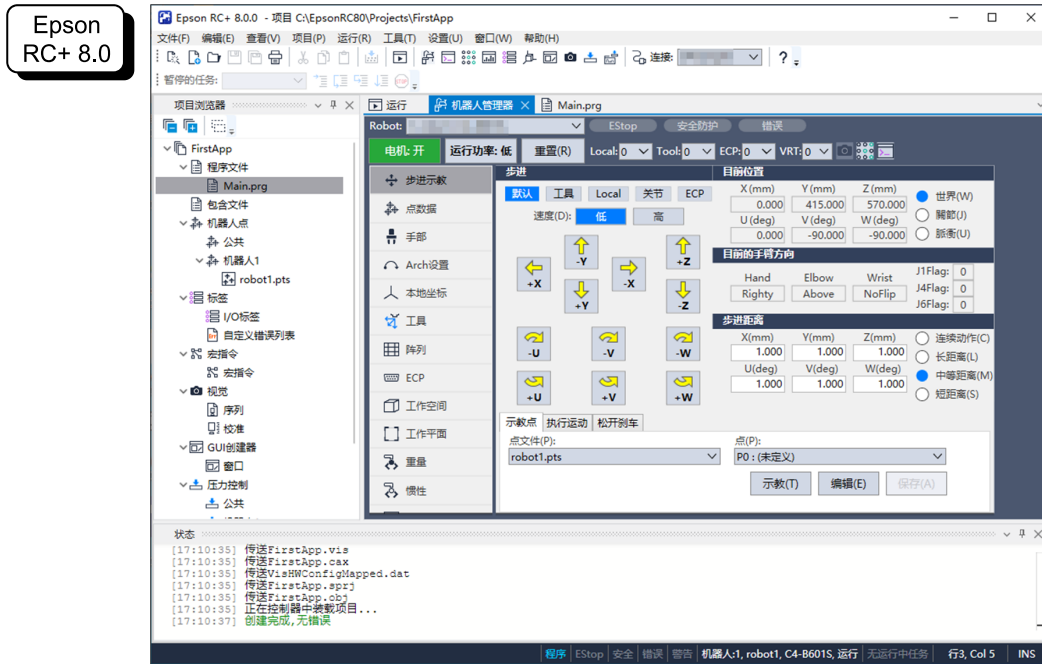 Epson
RC+ 8.0
Epson RC+ 8.0.0 - 项目 C:\EpsonRC80\Projects\FirstApp
文件(F) 编辑(E) 查看(V) 项目(P) 运行(R) 工具(T) 设置(U) 窗口(W) 帮助(H)
连接:
暂停的任务:
项目浏览器
运行 机器人管理器 Main.prg
Robot: EStop 安全防护 错误
电机: 开 运行功率: 低 重置(R) Local: 0 Tool: 0 ECP: 0 VRT: 0
FirstApp
程序文件
Main.prg
包含文件
机器人点
公共
机器人1
robot1.pts
标签
I/O标签
自定义错误列表
宏指令
宏指令
视觉
序列
校准
GUI创建器
窗口
压力控制
公共
步进示教
点数据
手部
Arch设置
本地坐标
工具
阵列
ECP
工作空间
工作平面
重量
惯性
步进
默认 工具 Local 关节 ECP
速度(D): 低 高
-Y +Z
+X -X
+Y -Z
-U -V -W
+U +V +W
目前位置
X (mm) Y (mm) Z (mm)
0.000 415.000 570.000
U (deg) V (deg) W (deg)
0.000 -90.000 -90.000
世界(W)
關節(J)
脈衝(U)
目前的手臂方向
Hand Elbow Wrist
Righty Above NoFlip
J1Flag: 0
J4Flag: 0
J6Flag: 0
步进距离
X(mm) Y(mm) Z(mm)
1.000 1.000 1.000
U(deg) V(deg) W(deg)
1.000 1.000 1.000
连续动作(C)
长距离(L)
中等距离(M)
短距离(S)
示教点 执行运动 松开刹车
点文件(P): 点(P):
robot1.pts P0 : (未定义)
示教(T) 编辑(E) 保存(A)
状态
[17:10:35] 传送FirstApp.vis
[17:10:35] 传送FirstApp.cax
[17:10:35] 传送VisHWConfigMapped.dat
[17:10:35] 传送FirstApp.sprj
[17:10:35] 传送FirstApp.obj
[17:10:35] 正在控制器中装载项目...
[17:10:37] 创建完成,无错误
程序 EStop 安全 错误 警告 机器人:1, robot1, C4-B601S, 运行 无运行中任务 行3, Col 5 INS